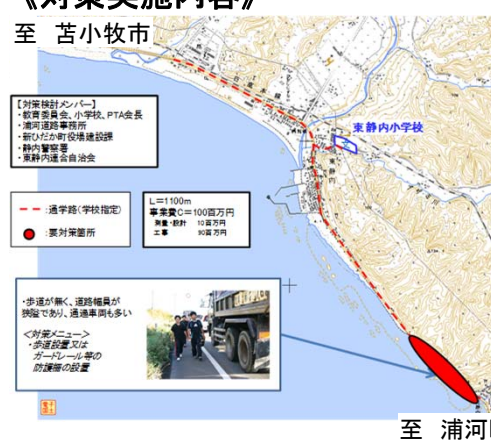 《対策実施内容》
至 苫小牧市
【対策検討メンバー】
・教育委員会、小学校、PTA会長
・浦河道路事務所
・新ひだか町役場建設課
・静内警察署
・東静内連合自治会
東静内小学校
東静内
:通学路(学校指定)
:要対策箇所
L=1100m
事業費C=100百万円
測量・設計 10百万円
工事 90百万円
・歩道が無く、道路幅員が
狭隘であり、通過車両も多い
<対策メニュー>
・歩道設置又は
ガードレール等の
防護柵の設置
至 浦河